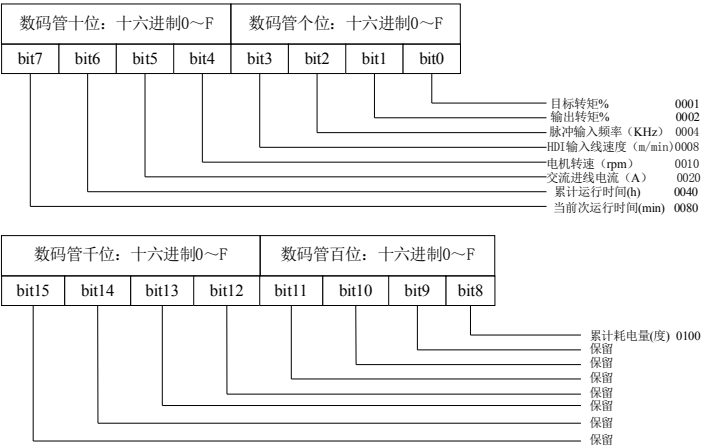 数码管十位：十六进制0～F 数码管个位：十六进制0～F
bit7 bit6 bit5 bit4 bit3 bit2 bit1 bit0
目标转矩% 0001
输出转矩% 0002
脉冲输入频率（KHz） 0004
HDI输入线速度（m/min)0008
电机转速（rpm） 0010
交流进线电流（A） 0020
累计运行时间(h) 0040
当前次运行时间(min) 0080
数码管千位：十六进制0～F 数码管百位：十六进制0～F
bit15 bit14 bit13 bit12 bit11 bit10 bit9 bit8
累计耗电量(度) 0100
保留
保留
保留
保留
保留
保留
保留